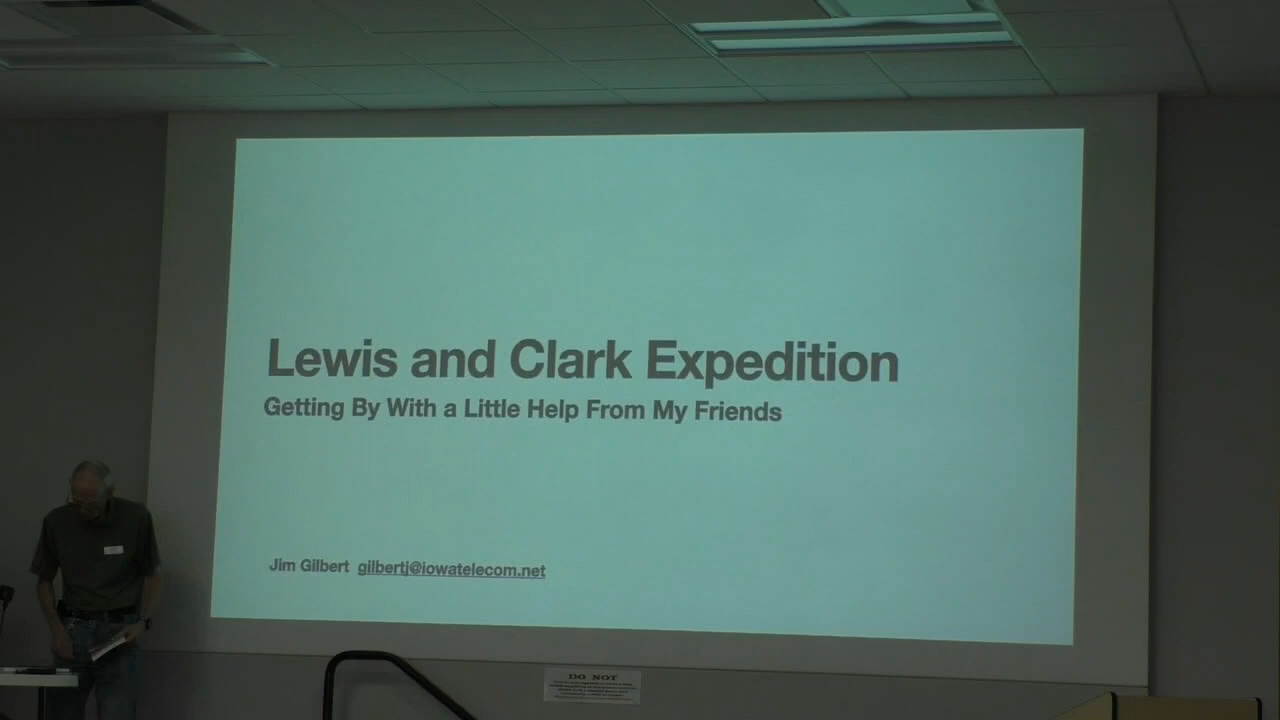 Lewis and Clark Expedition
Getting By With a Little Help From My Friends
Jim Gilbert gilbertj@iowatelecom.net
DO NOT